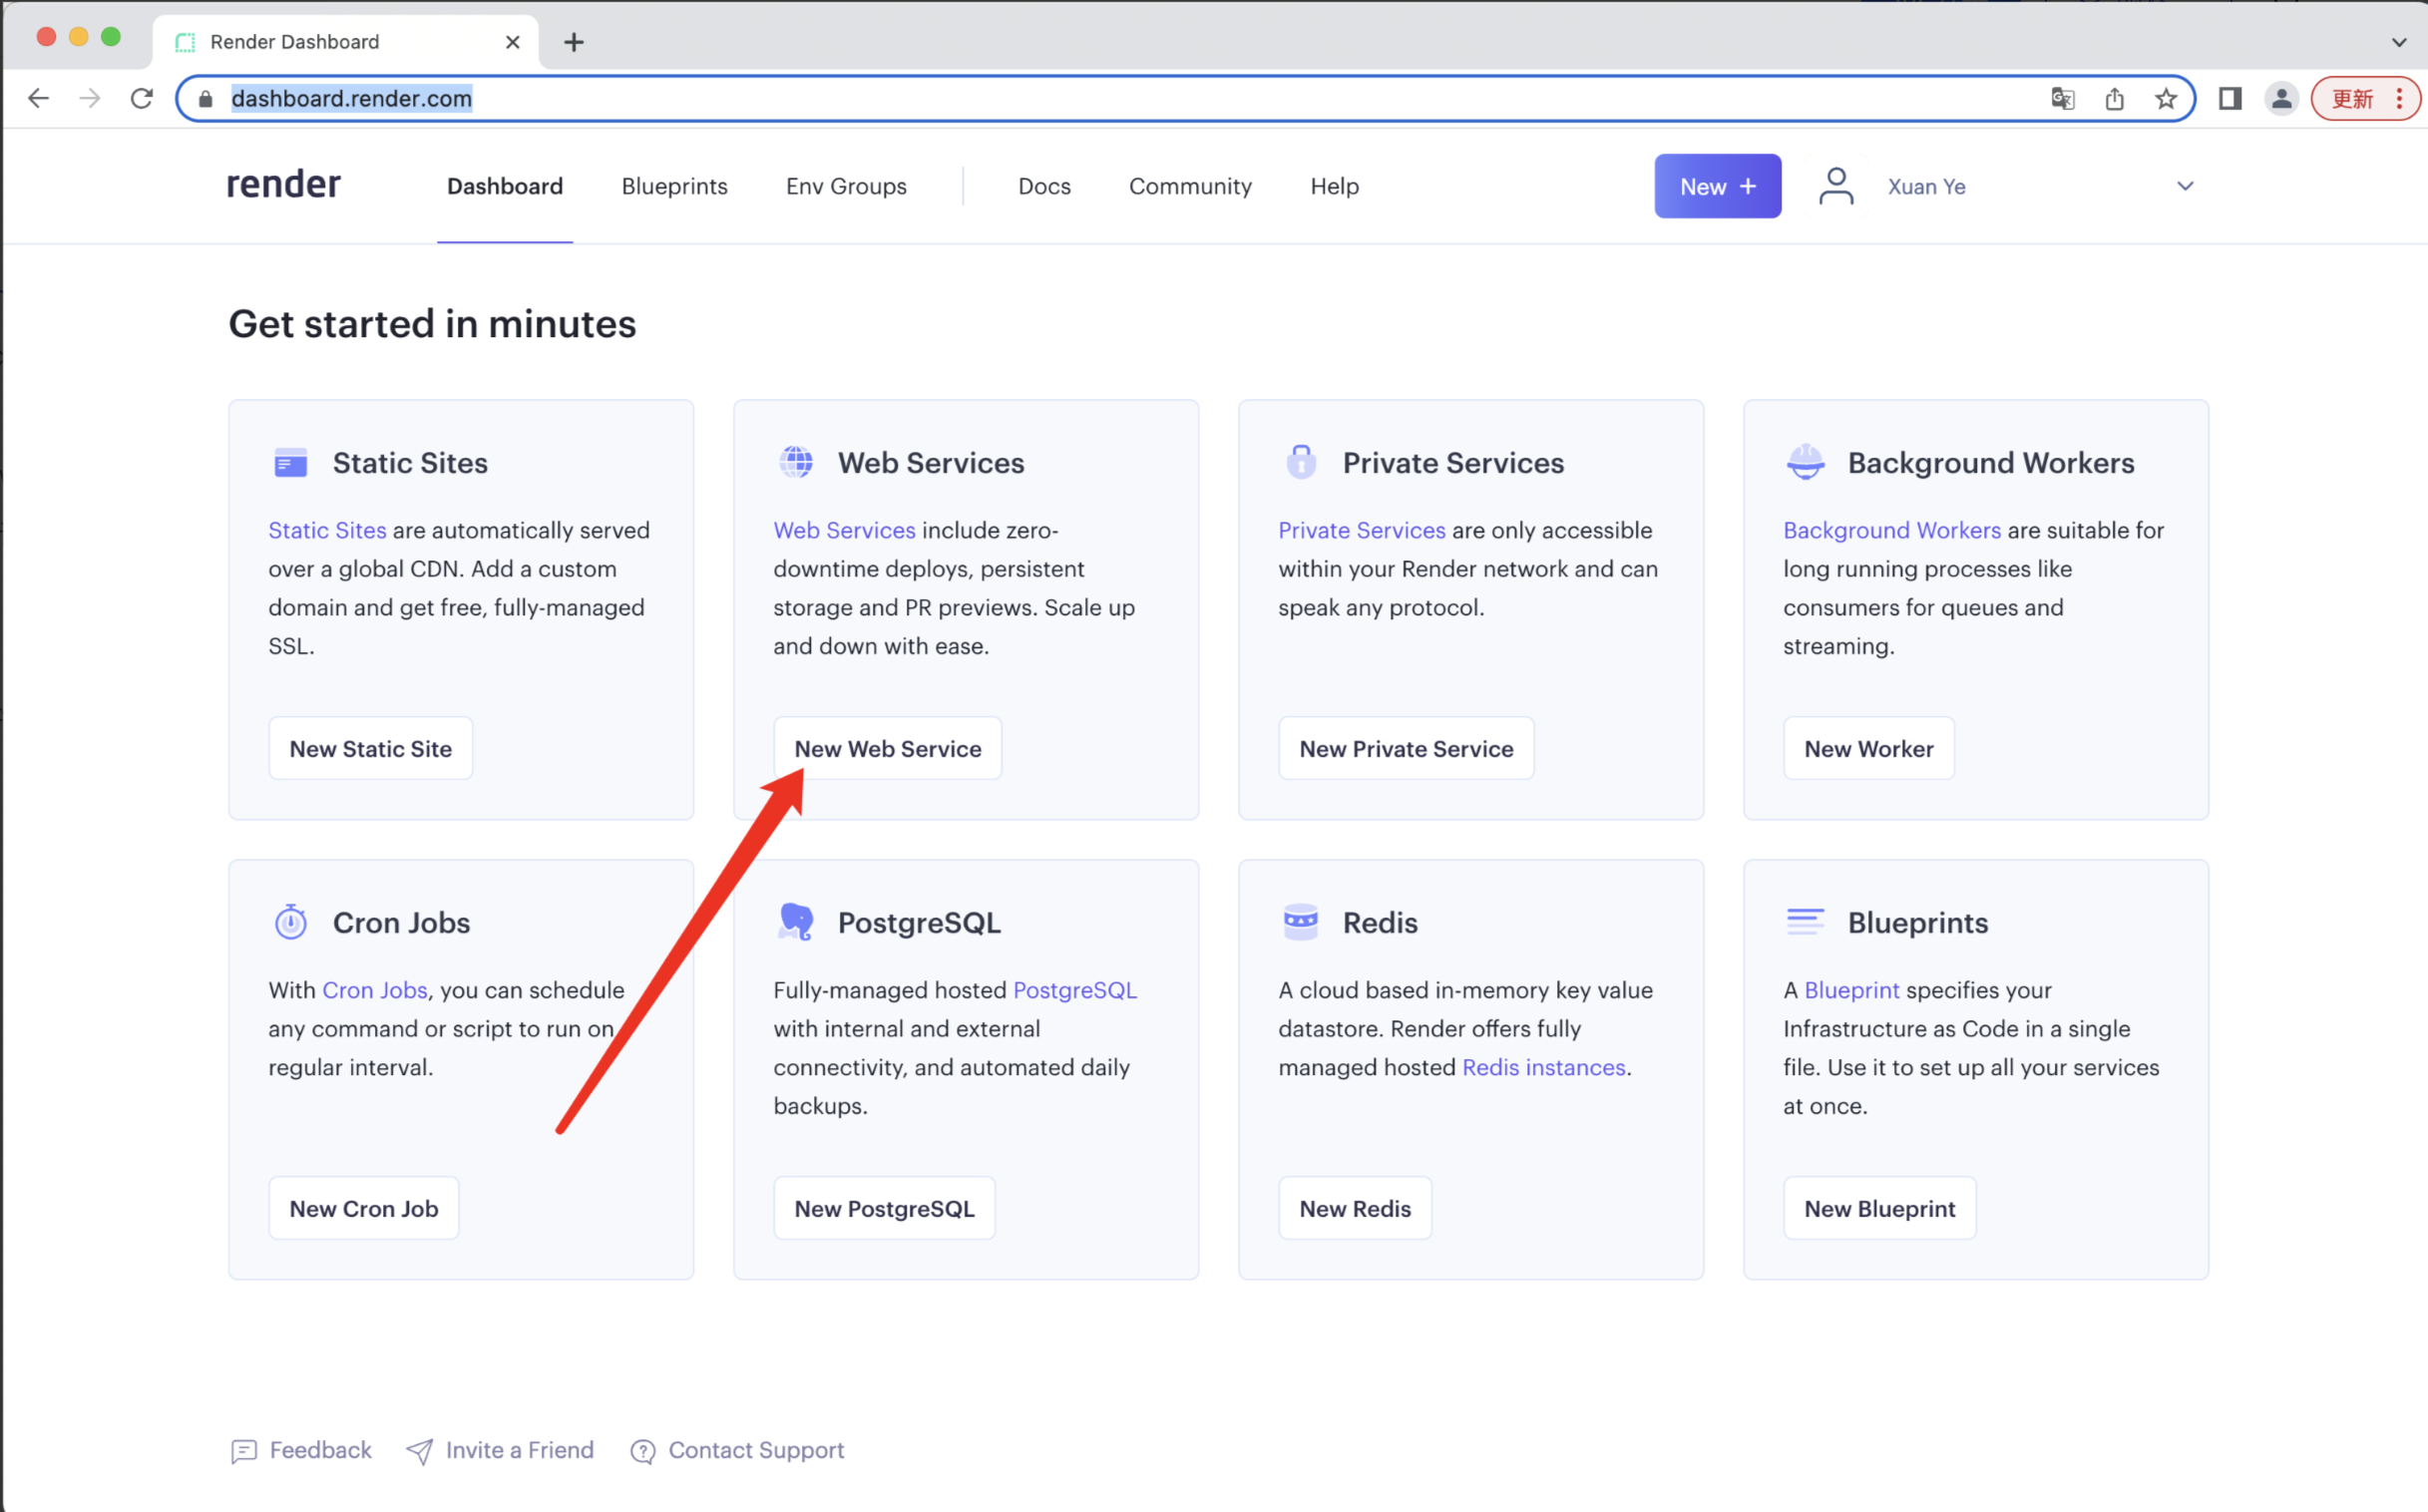 Render Dashboard
dashboard.render.com
更新
render
Dashboard
Blueprints
Env Groups
Docs
Community
Help
New +
Xuan Ye
Get started in minutes
Static Sites
Static Sites are automatically served
over a global CDN. Add a custom
domain and get free, fully-managed
SSL.
New Static Site
Web Services
Web Services include zero-
downtime deploys, persistent
storage and PR previews. Scale up
and down with ease.
New Web Service
Private Services
Private Services are only accessible
within your Render network and can
speak any protocol.
New Private Service
Background Workers
Background Workers are suitable for
long running processes like
consumers for queues and
streaming.
New Worker
Cron Jobs
With Cron Jobs, you can schedule
any command or script to run on
regular interval.
New Cron Job
PostgreSQL
Fully-managed hosted PostgreSQL
with internal and external
connectivity, and automated daily
backups.
New PostgreSQL
Redis
A cloud based in-memory key value
datastore. Render offers fully
managed hosted Redis instances.
New Redis
Blueprints
A Blueprint specifies your
Infrastructure as Code in a single
file. Use it to set up all your services
at once.
New Blueprint
Feedback
Invite a Friend
Contact Support